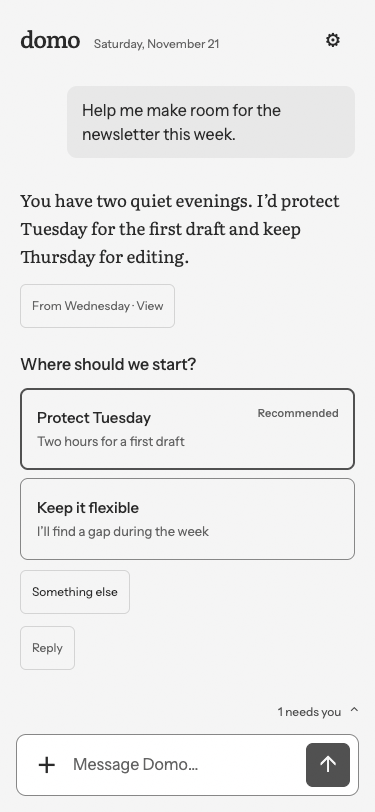 domo Saturday, November 21
Help me make room for the
newsletter this week.
You have two quiet evenings. I’d protect
Tuesday for the first draft and keep
Thursday for editing.
From Wednesday · View
Where should we start?
Protect Tuesday Recommended
Two hours for a first draft
Keep it flexible
I’ll find a gap during the week
Something else
Reply
1 needs you
Message Domo...